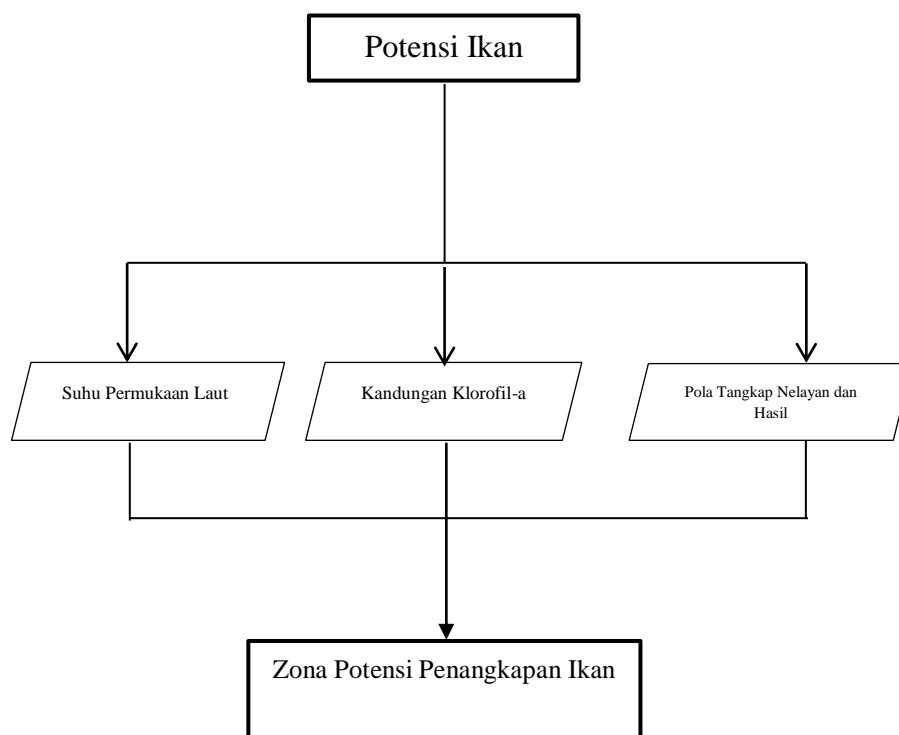 Potensi Ikan
Suhu Permukaan Laut
Kandungan Klorofil-a
Pola Tangkap Nelayan dan
Hasil
Zona Potensi Penangkapan Ikan